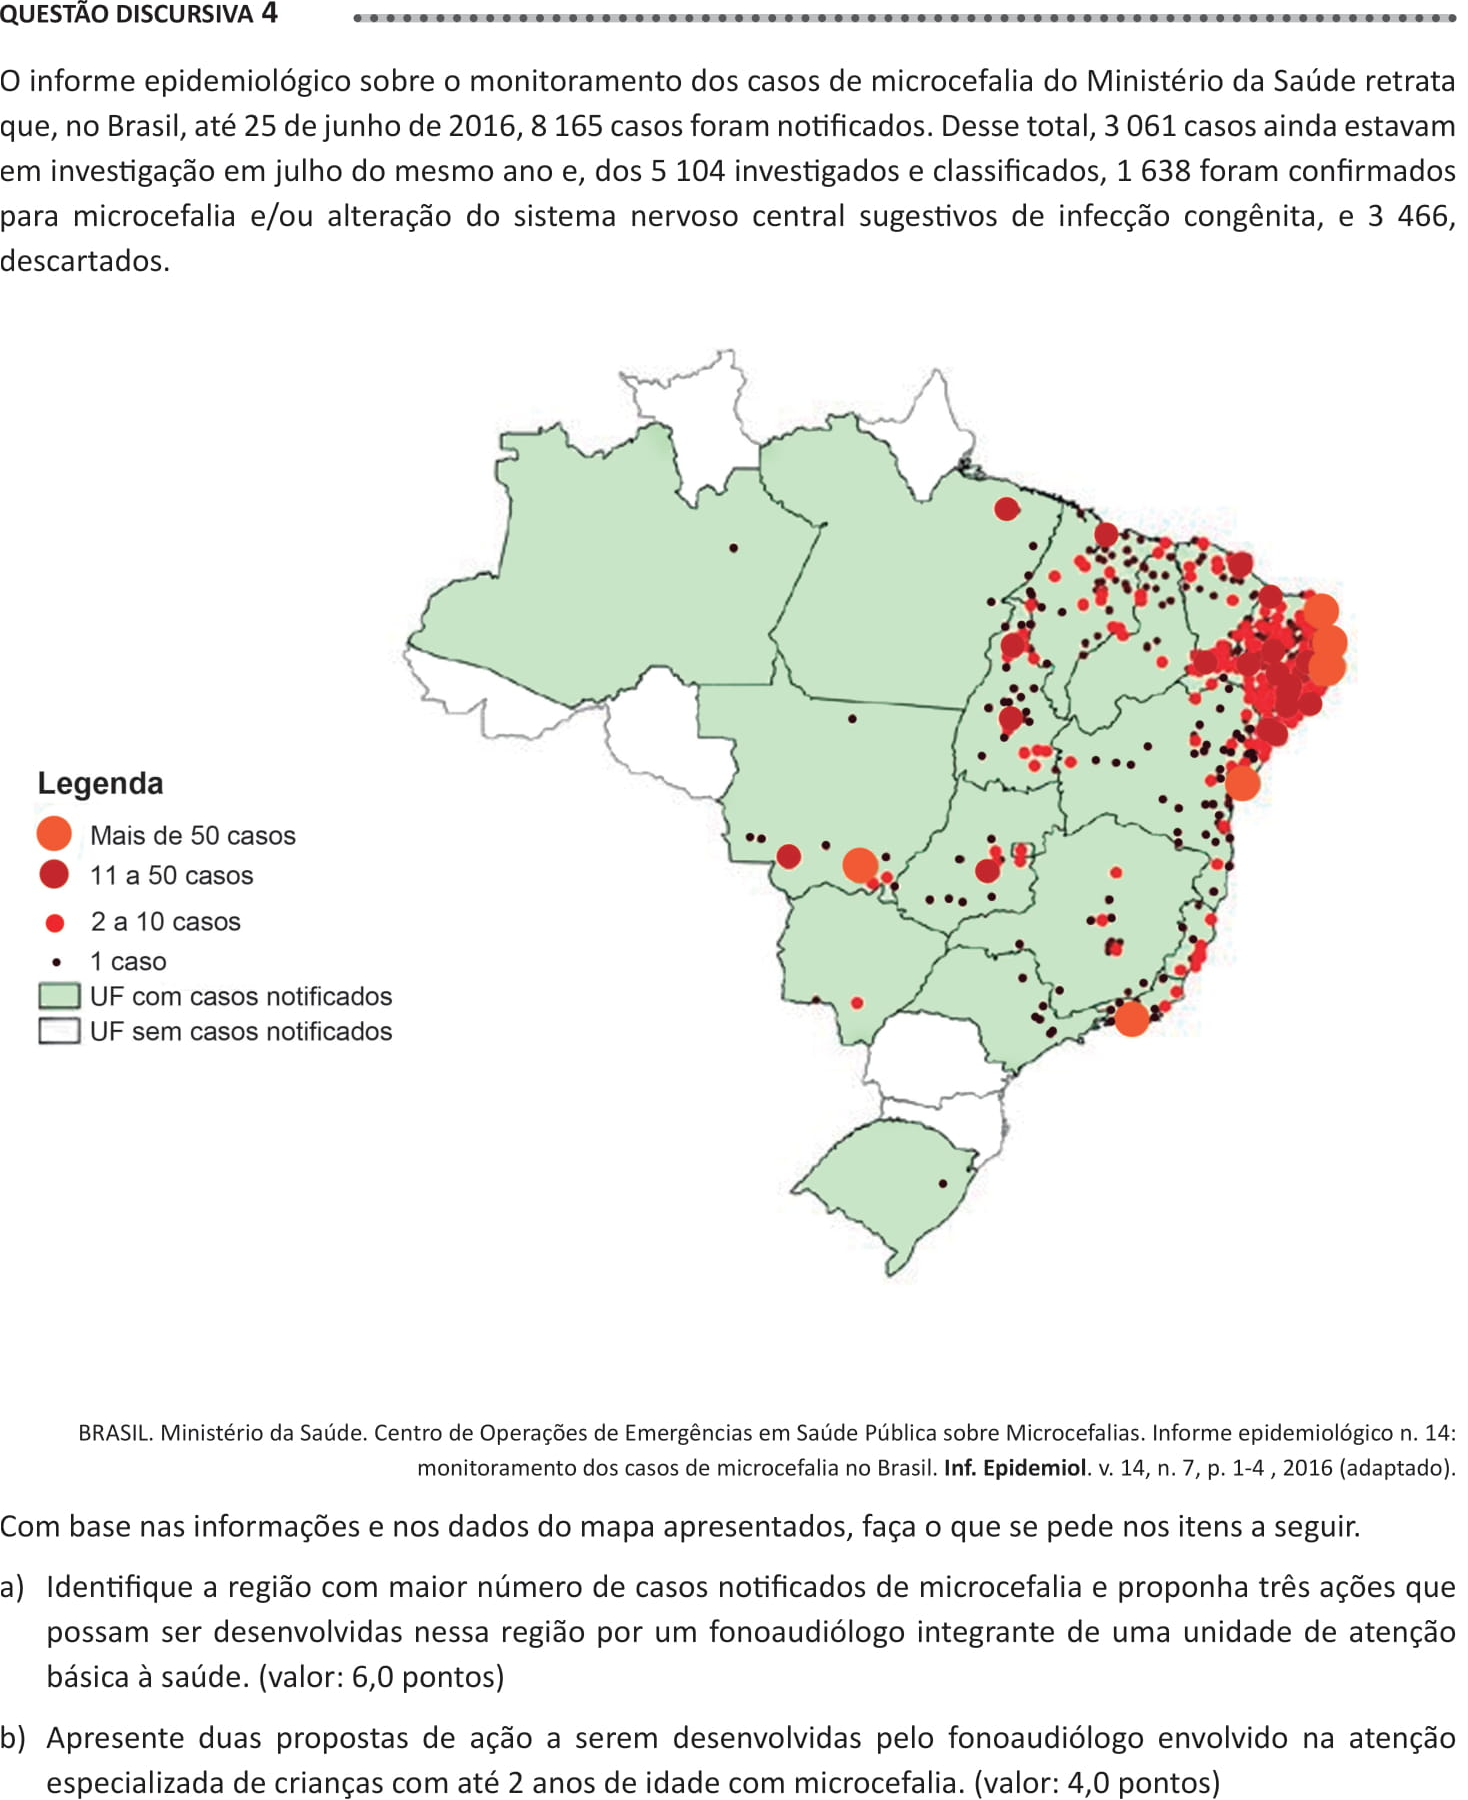 QUESTÃO DISCURSIVA 4
O informe epidemiológico sobre o monitoramento dos casos de microcefalia do Ministério da Saúde retrata
que, no Brasil, até 25 de junho de 2016, 8 165 casos foram notificados. Desse total, 3 061 casos ainda estavam
em investigação em julho do mesmo ano e, dos 5 104 investigados e classificados, 1 638 foram confirmados
para microcefalia e/ou alteração do sistema nervoso central sugestivos de infecção congênita, e 3 466,
descartados.
Legenda
Mais de 50 casos
11 a 50 casos
2 a 10 casos
1 caso
UF com casos notificados
UF sem casos notificados
BRASIL. Ministério da Saúde. Centro de Operações de Emergências em Saúde Pública sobre Microcefalias. Informe epidemiológico n. 14:
monitoramento dos casos de microcefalia no Brasil. Inf. Epidemiol. v. 14, n. 7, p. 1-4 , 2016 (adaptado).
Com base nas informações e nos dados do mapa apresentados, faça o que se pede nos itens a seguir.
a) Identifique a região com maior número de casos notificados de microcefalia e proponha três ações que
possam ser desenvolvidas nessa região por um fonoaudiólogo integrante de uma unidade de atenção
básica à saúde. (valor: 6,0 pontos)
b) Apresente duas propostas de ação a serem desenvolvidas pelo fonoaudiólogo envolvido na atenção
especializada de crianças com até 2 anos de idade com microcefalia. (valor: 4,0 pontos)